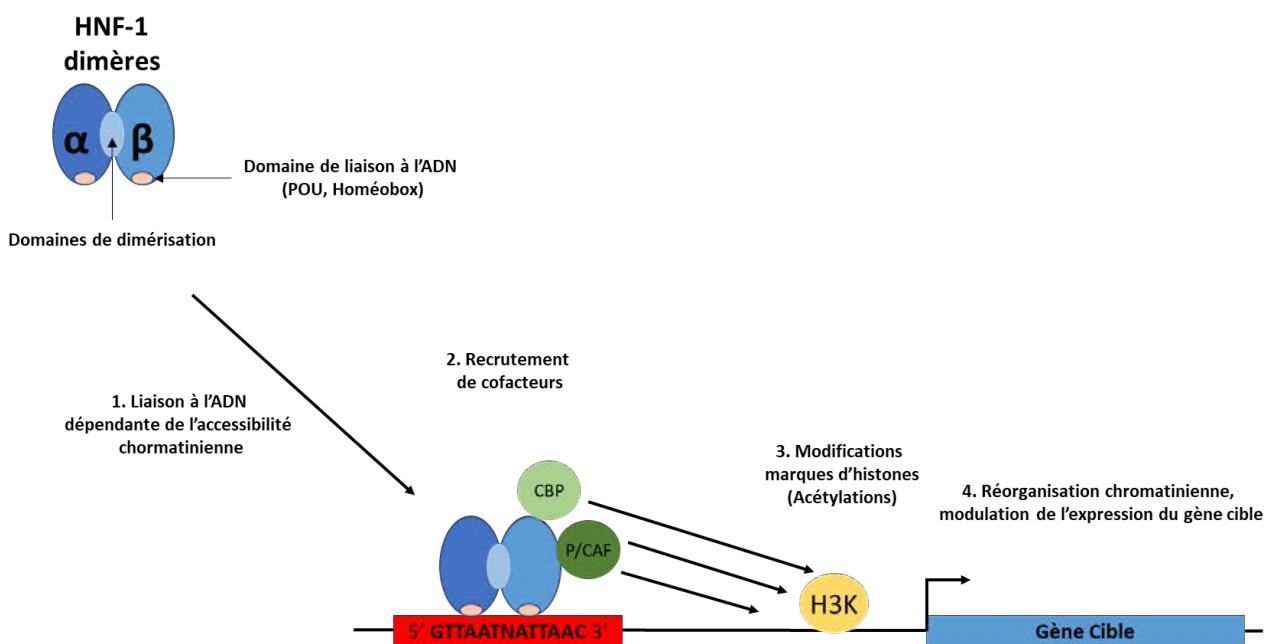 HNF-1
dimères
α β
Domaine de liaison à l'ADN
(POU, Homéobox)
Domaines de dimérisation
1. Liaison à l'ADN
dépendante de l'accessibilité
chormatinienne
2. Recrutement
de cofacteurs
3. Modifications
marques d'histones
(Acétylations)
4. Réorganisation chromatinienne,
modulation de l'expression du gène cible
CBP
P/CAF
H3K
5′ GTTAATNATTAAC 3′
Gène Cible